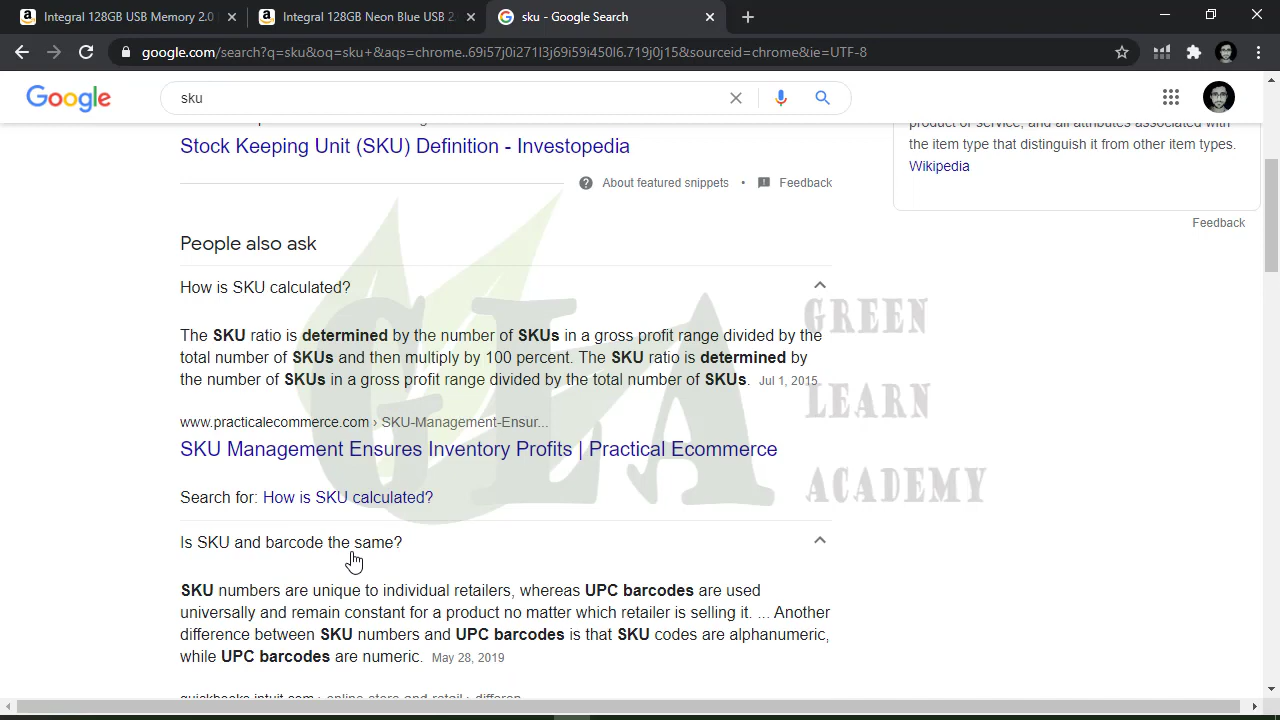 Integral 128GB USB Memory 2.0
Integral 128GB Neon Blue USB 2.
sku - Google Search
google.com/search?q=sku&oq=sku+&aqs=chrome..69i57j0i271l3j69i59i450l6.719j0j15&sourceid=chrome&ie=UTF-8
Google
sku
product or service, and all attributes associated with
the item type that distinguish it from other item types.
Wikipedia
Stock Keeping Unit (SKU) Definition - Investopedia
About featured snippets • Feedback
Feedback
People also ask
How is SKU calculated?
The SKU ratio is determined by the number of SKUs in a gross profit range divided by the
total number of SKUs and then multiply by 100 percent. The SKU ratio is determined by
the number of SKUs in a gross profit range divided by the total number of SKUs. Jul 1, 2015
www.practicalecommerce.com › SKU-Management-Ensur...
SKU Management Ensures Inventory Profits | Practical Ecommerce
Search for: How is SKU calculated?
Is SKU and barcode the same?
SKU numbers are unique to individual retailers, whereas UPC barcodes are used
universally and remain constant for a product no matter which retailer is selling it. ... Another
difference between SKU numbers and UPC barcodes is that SKU codes are alphanumeric,
while UPC barcodes are numeric. May 28, 2019
quickbooks.intuit.com › online-store-and-retail › differen...
GLA
GREEN
LEARN
ACADEMY